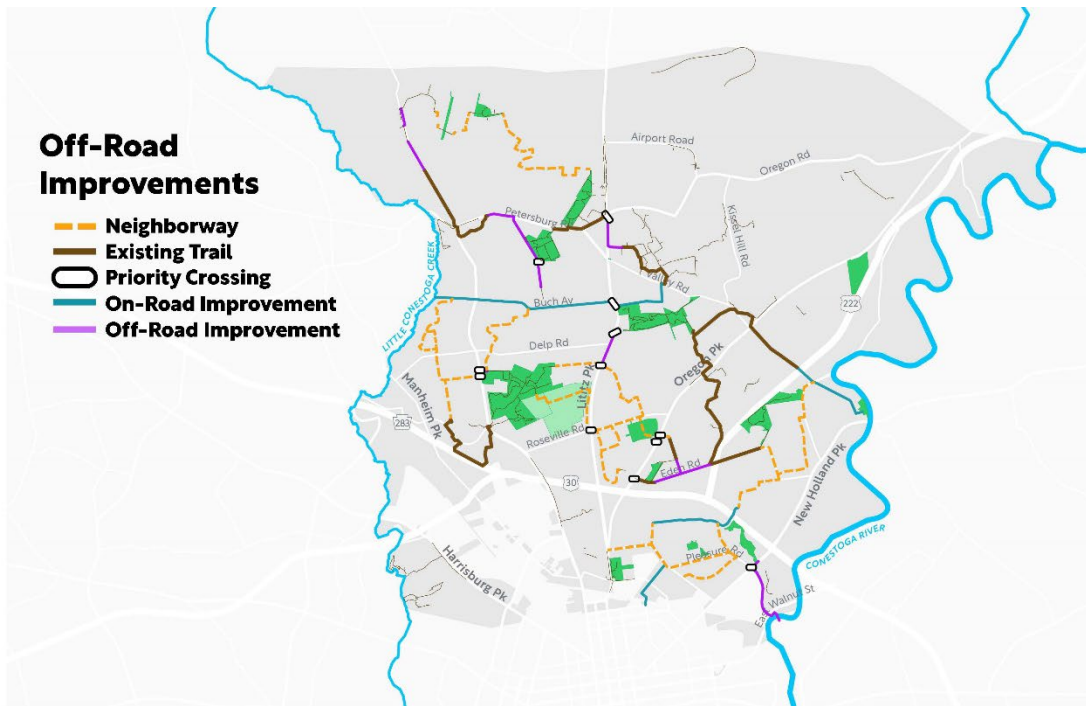 Off-Road
Improvements
Neighborway
Existing Trail
Priority Crossing
On-Road Improvement
Off-Road Improvement
Airport Road
Oregon Rd
Kissel Hill Rd
Petersburg
Valley Rd
222
LITTLE CONESTOGA CREEK
Buch Av
Delp Rd
Oregon Pk
Lititz Pk
Manheim Pk
283
Roseville Rd
Eden Rd
30
New Holland Pk
CONESTOGA RIVER
Pleasure Rd
Harrisburg Pk
East Walnut St